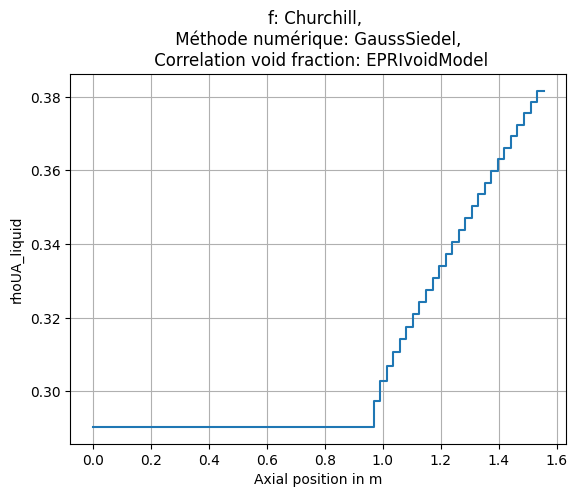 f: Churchill,
Méthode numérique: GaussSiedel,
Correlation void fraction: EPRIvoidModel
0.38
0.36
0.34
0.32
0.30
rhoUA_liquid
0.0 0.2 0.4 0.6 0.8 1.0 1.2 1.4 1.6
Axial position in m